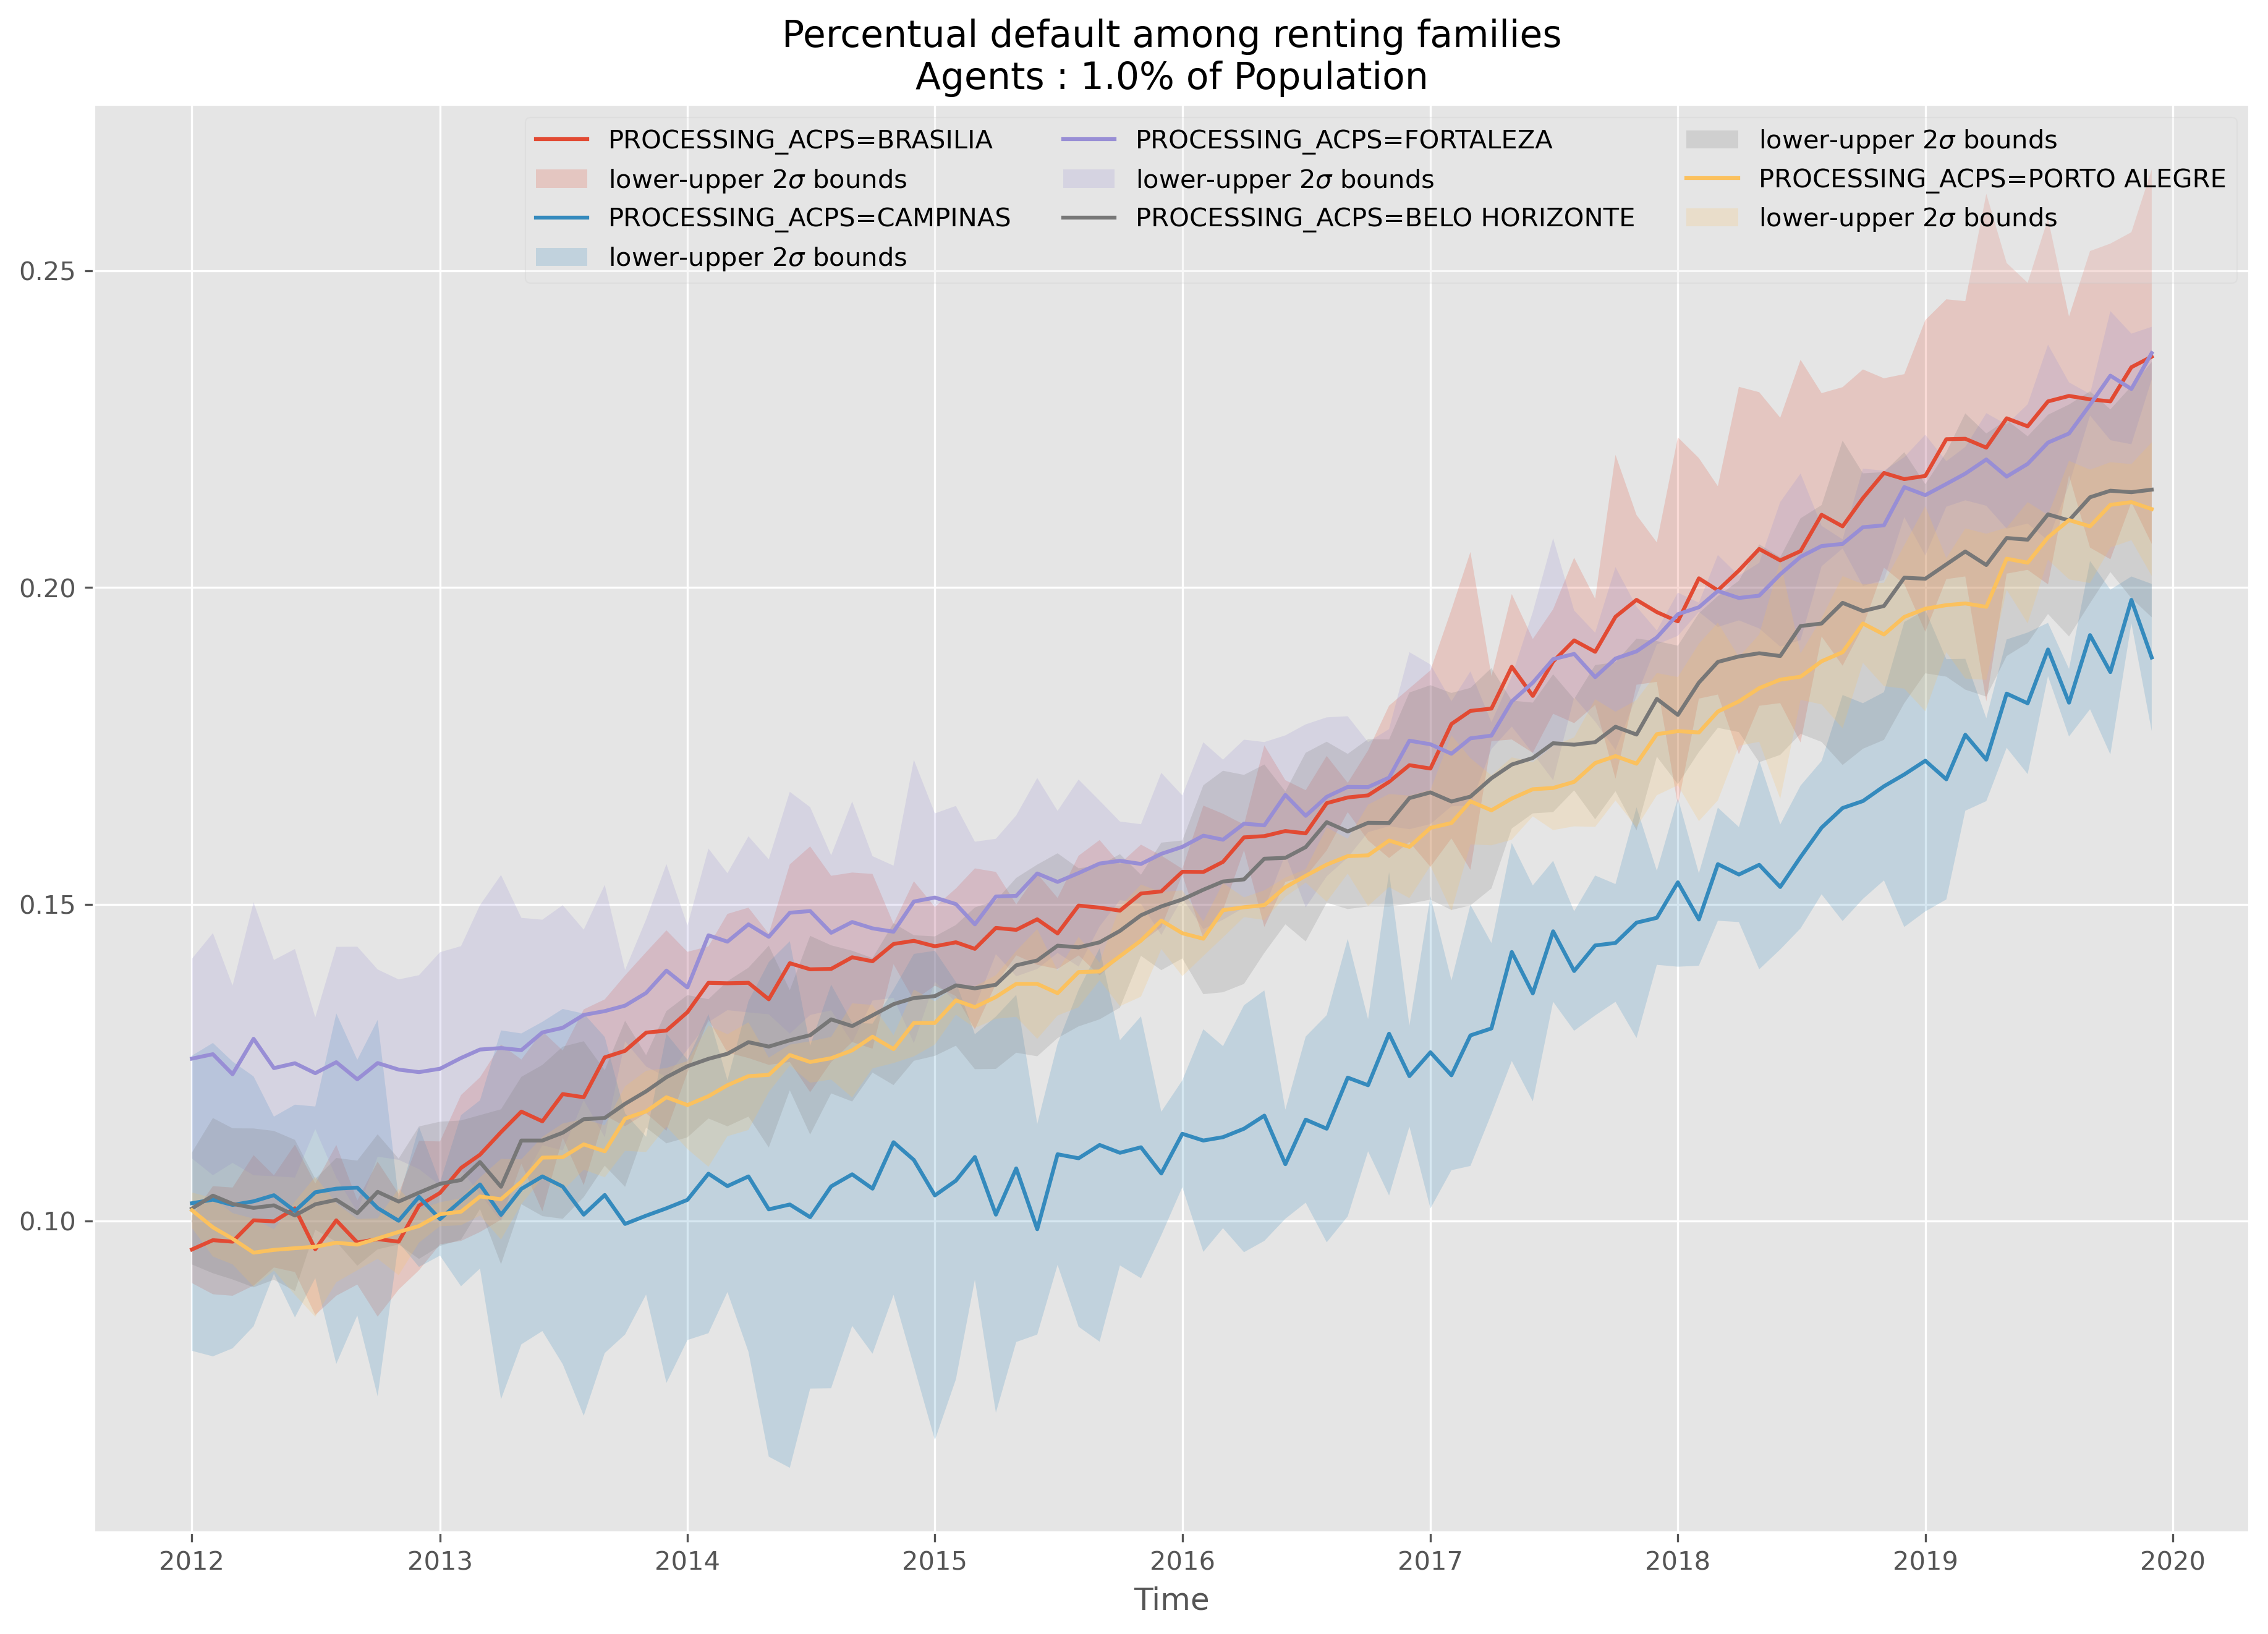 Percentual default among renting families
Agents : 1.0% of Population
PROCESSING_ACPS=BRASILIA
lower-upper 2σ bounds
PROCESSING_ACPS=CAMPINAS
lower-upper 2σ bounds
PROCESSING_ACPS=FORTALEZA
lower-upper 2σ bounds
PROCESSING_ACPS=BELO HORIZONTE
lower-upper 2σ bounds
PROCESSING_ACPS=PORTO ALEGRE
lower-upper 2σ bounds
0.25
0.20
0.15
0.10
2012 2013 2014 2015 2016 2017 2018 2019 2020
Time